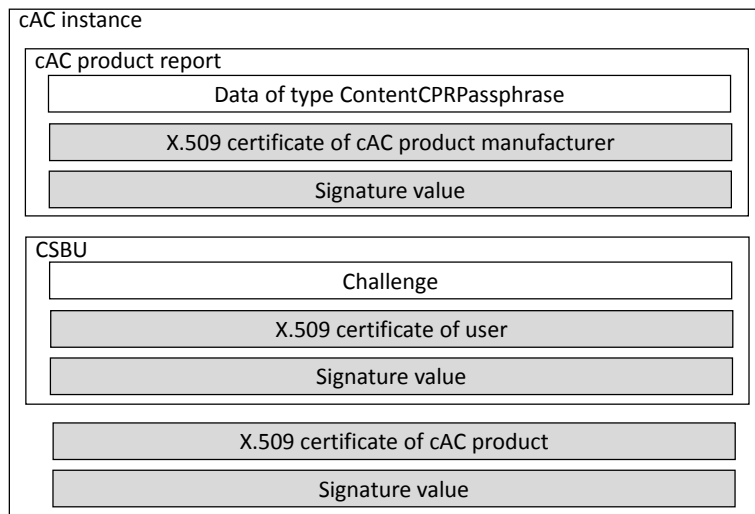 cAC instance
cAC product report
Data of type ContentCPRPassphrase
X.509 certificate of cAC product manufacturer
Signature value
CSBU
Challenge
X.509 certificate of user
Signature value
X.509 certificate of cAC product
Signature value